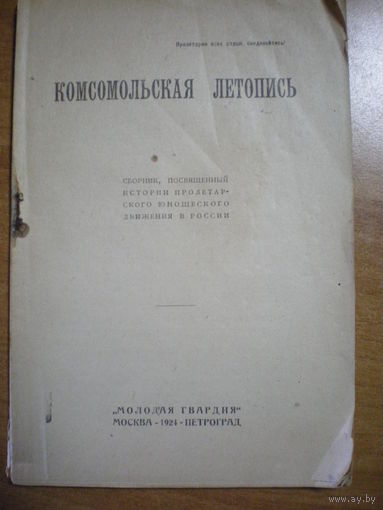 Пролетарии всех стран, соединяйтесь!
КОМСОМОЛЬСКАЯ ЛЕТОПИСЬ
СБОРНИК, ПОСВЯЩЕННЫЙ
ИСТОРИИ ПРОЛЕТАР-
СКОГО ЮНОШЕСКОГО
ДВИЖЕНИЯ В РОССИИ
„МОЛОДАЯ ГВАРДИЯ“
МОСКВА - 1924 - ПЕТРОГРАД
www.ay.by